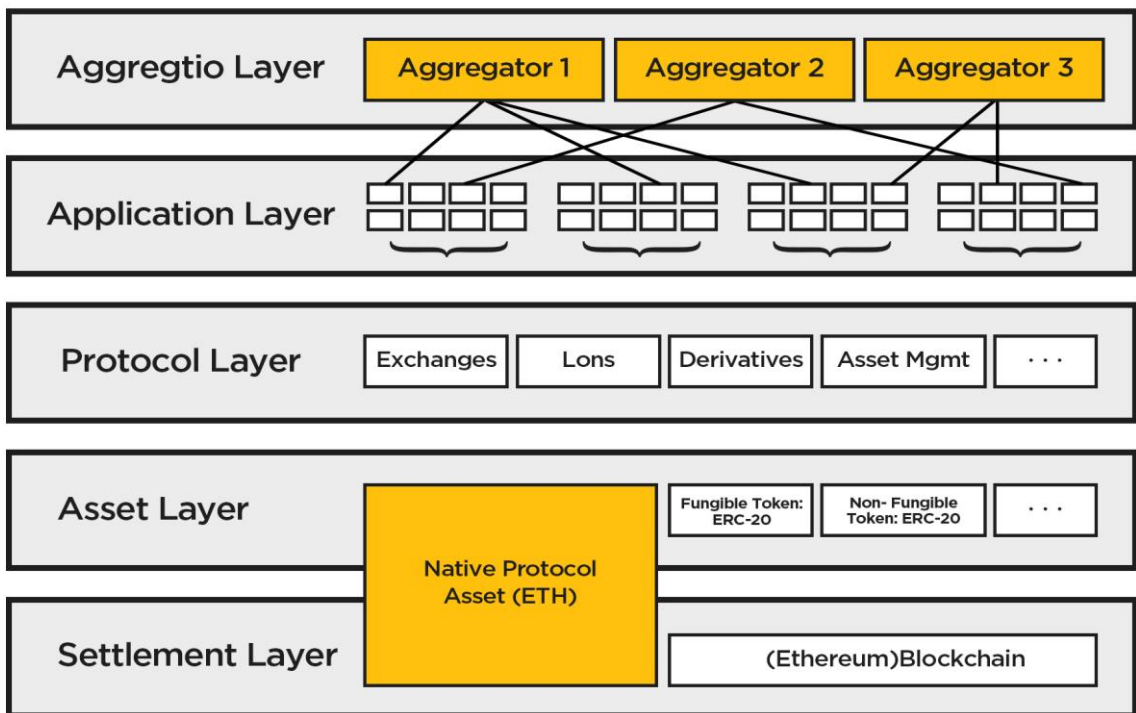 Aggregtio Layer
Aggregator 1
Aggregator 2
Aggregator 3
Application Layer
Protocol Layer
Exchanges
Lons
Derivatives
Asset Mgmt
. . .
Asset Layer
Native Protocol
Asset (ETH)
Fungible Token:
ERC-20
Non- Fungible
Token: ERC-20
. . .
Settlement Layer
(Ethereum)Blockchain